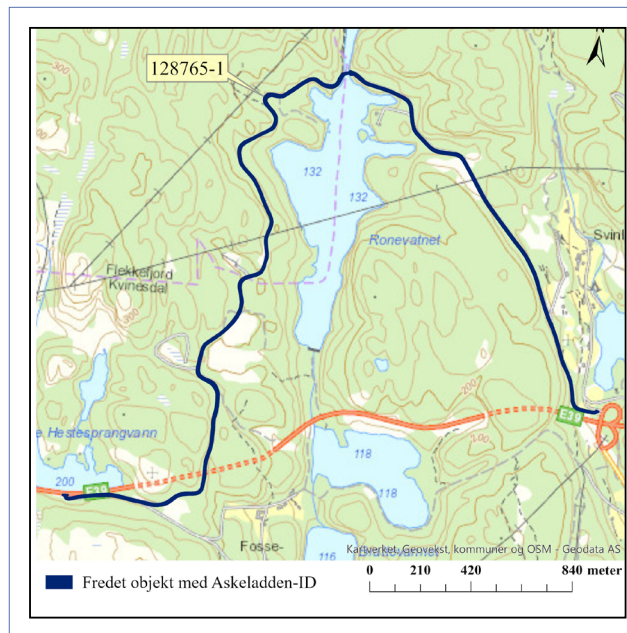 N
128765-1
300
132
132
Ronevatnet
Svinl
Flekkefjord
Kvinesdal
300
200
E39
200
e Hestesprangvann
200
E39
118
118
Fosse-
116
Kartverket, Geovekst, kommuner og OSM - Geodata AS
Fredet objekt med Askeladden-ID
0 210 420 840 meter